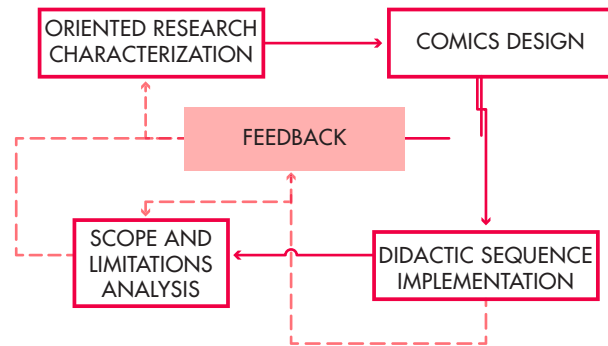 ORIENTED RESEARCH
CHARACTERIZATION
COMICS DESIGN
FEEDBACK
SCOPE AND
LIMITATIONS
ANALYSIS
DIDACTIC SEQUENCE
IMPLEMENTATION